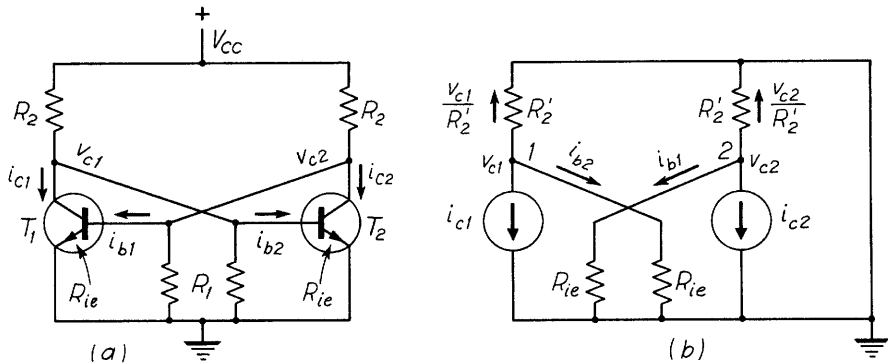 +
V_CC
R_2
R_2
v_c1
v_c2
i_c1
i_c2
T_1
T_2
i_b1
i_b2
R_ie
R_1
R_ie
(a)
v_c1/R_2'
R_2'
R_2'
v_c2/R_2'
v_c1
1
i_b2
i_b1
2
v_c2
i_c1
i_c2
R_ie
R_ie
(b)